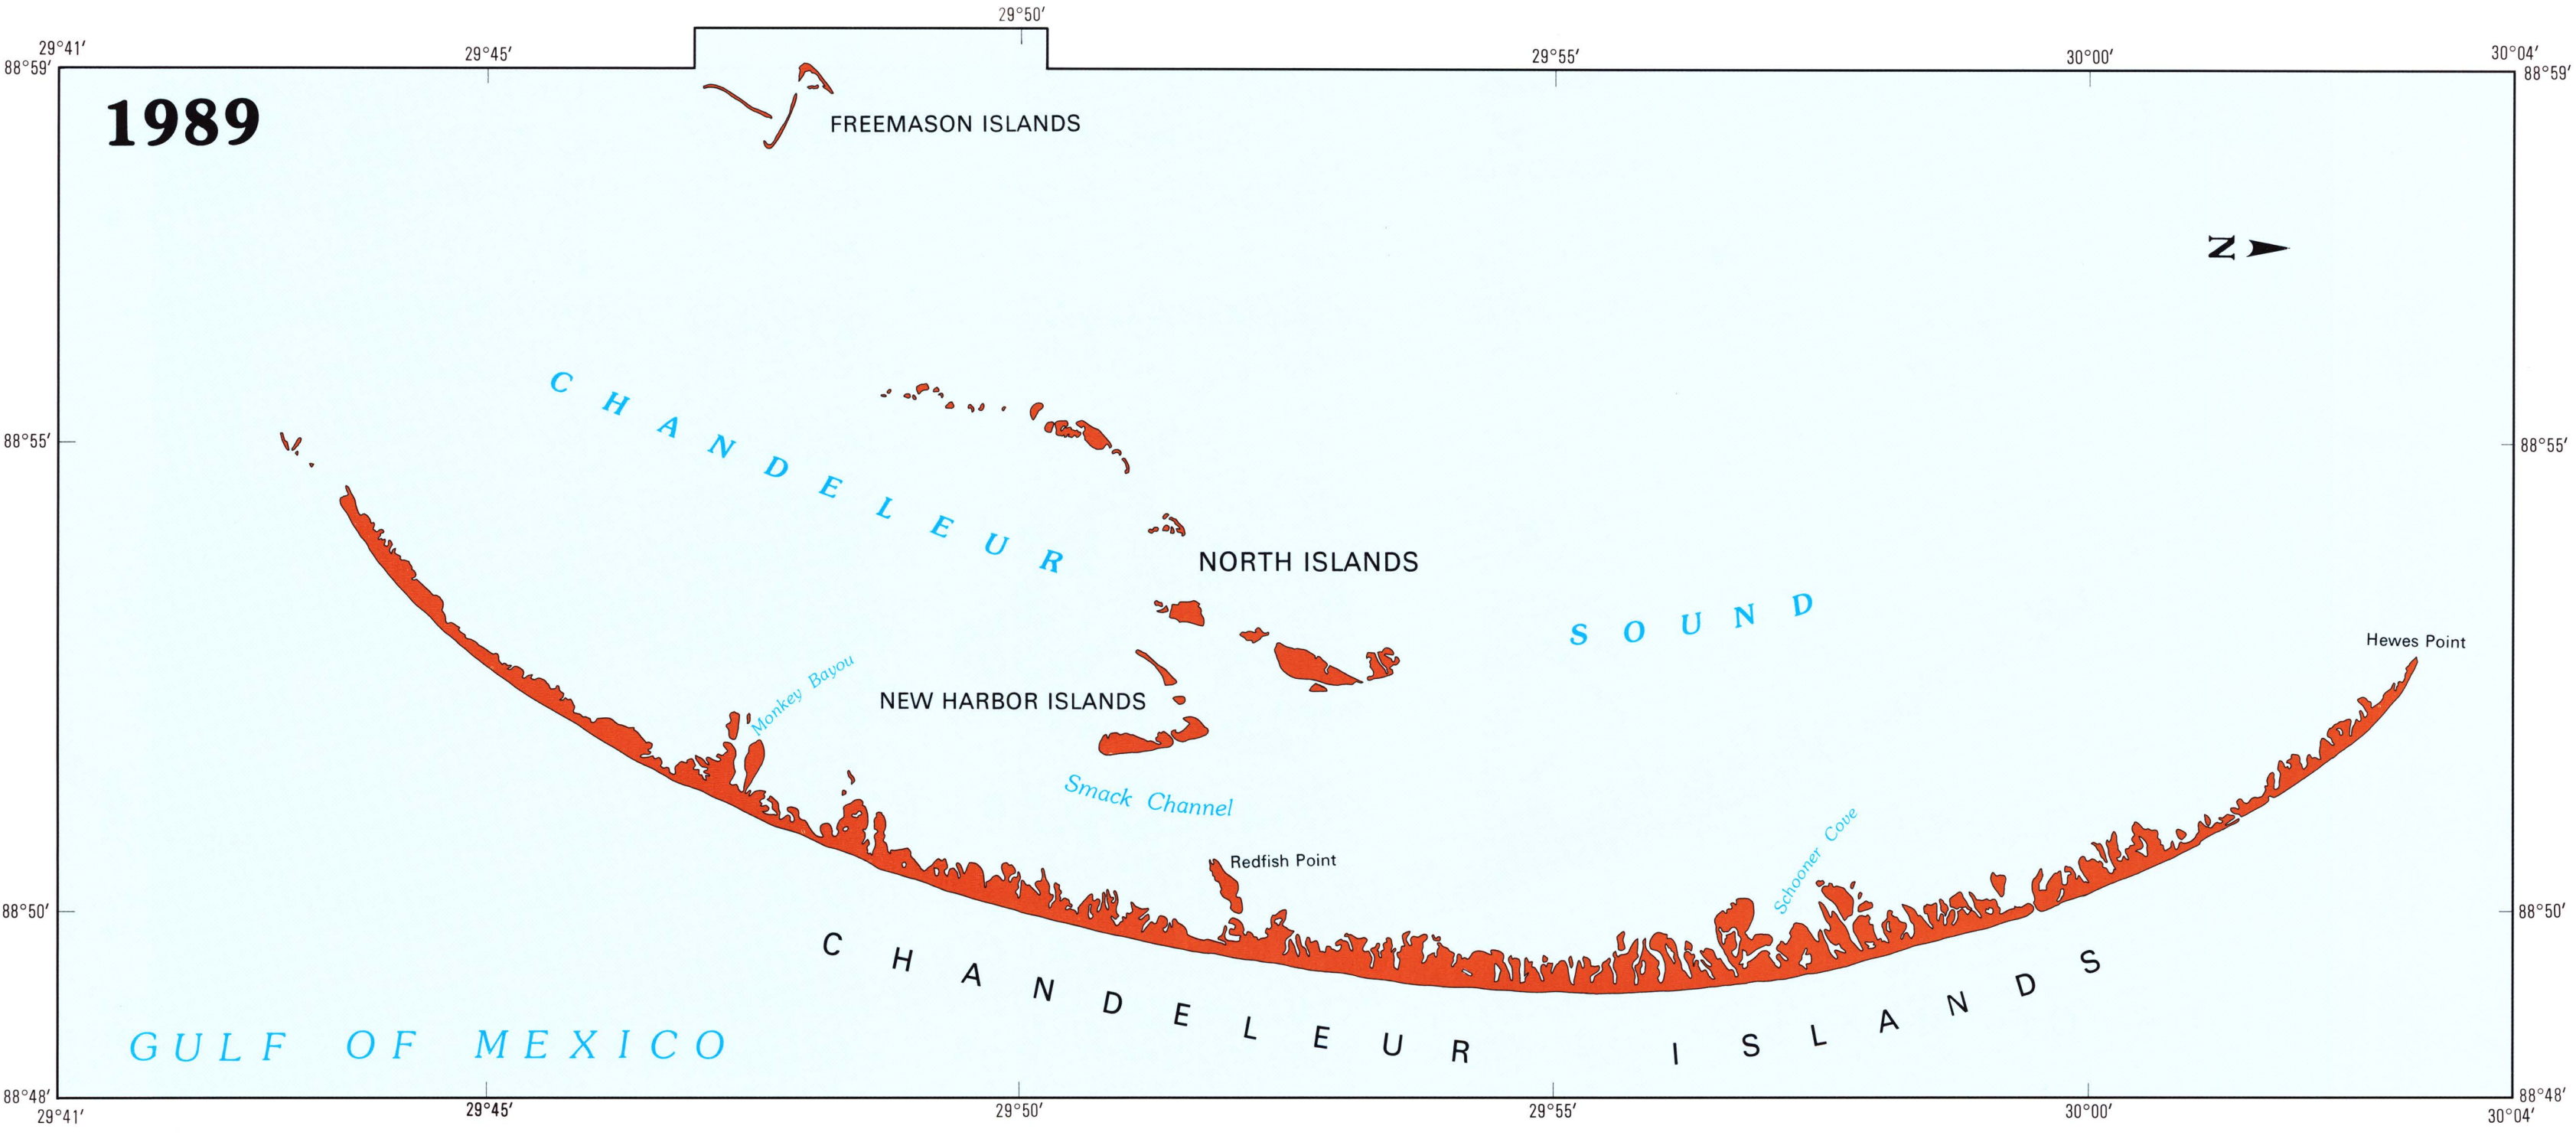 29°50′
29°41′ 29°45′ 29°55′ 30°00′ 30°04′
88°59′ 88°59′
1989
FREEMASON ISLANDS
N
CHANDELEUR SOUND
88°55′ 88°55′
NORTH ISLANDS
Hewes Point
Monkey Bayou
NEW HARBOR ISLANDS
Smack Channel
Schooner Cove
Redfish Point
88°50′ 88°50′
CHANDELEUR ISLANDS
GULF OF MEXICO
88°48′ 88°48′
29°41′ 29°45′ 29°50′ 29°55′ 30°00′ 30°04′